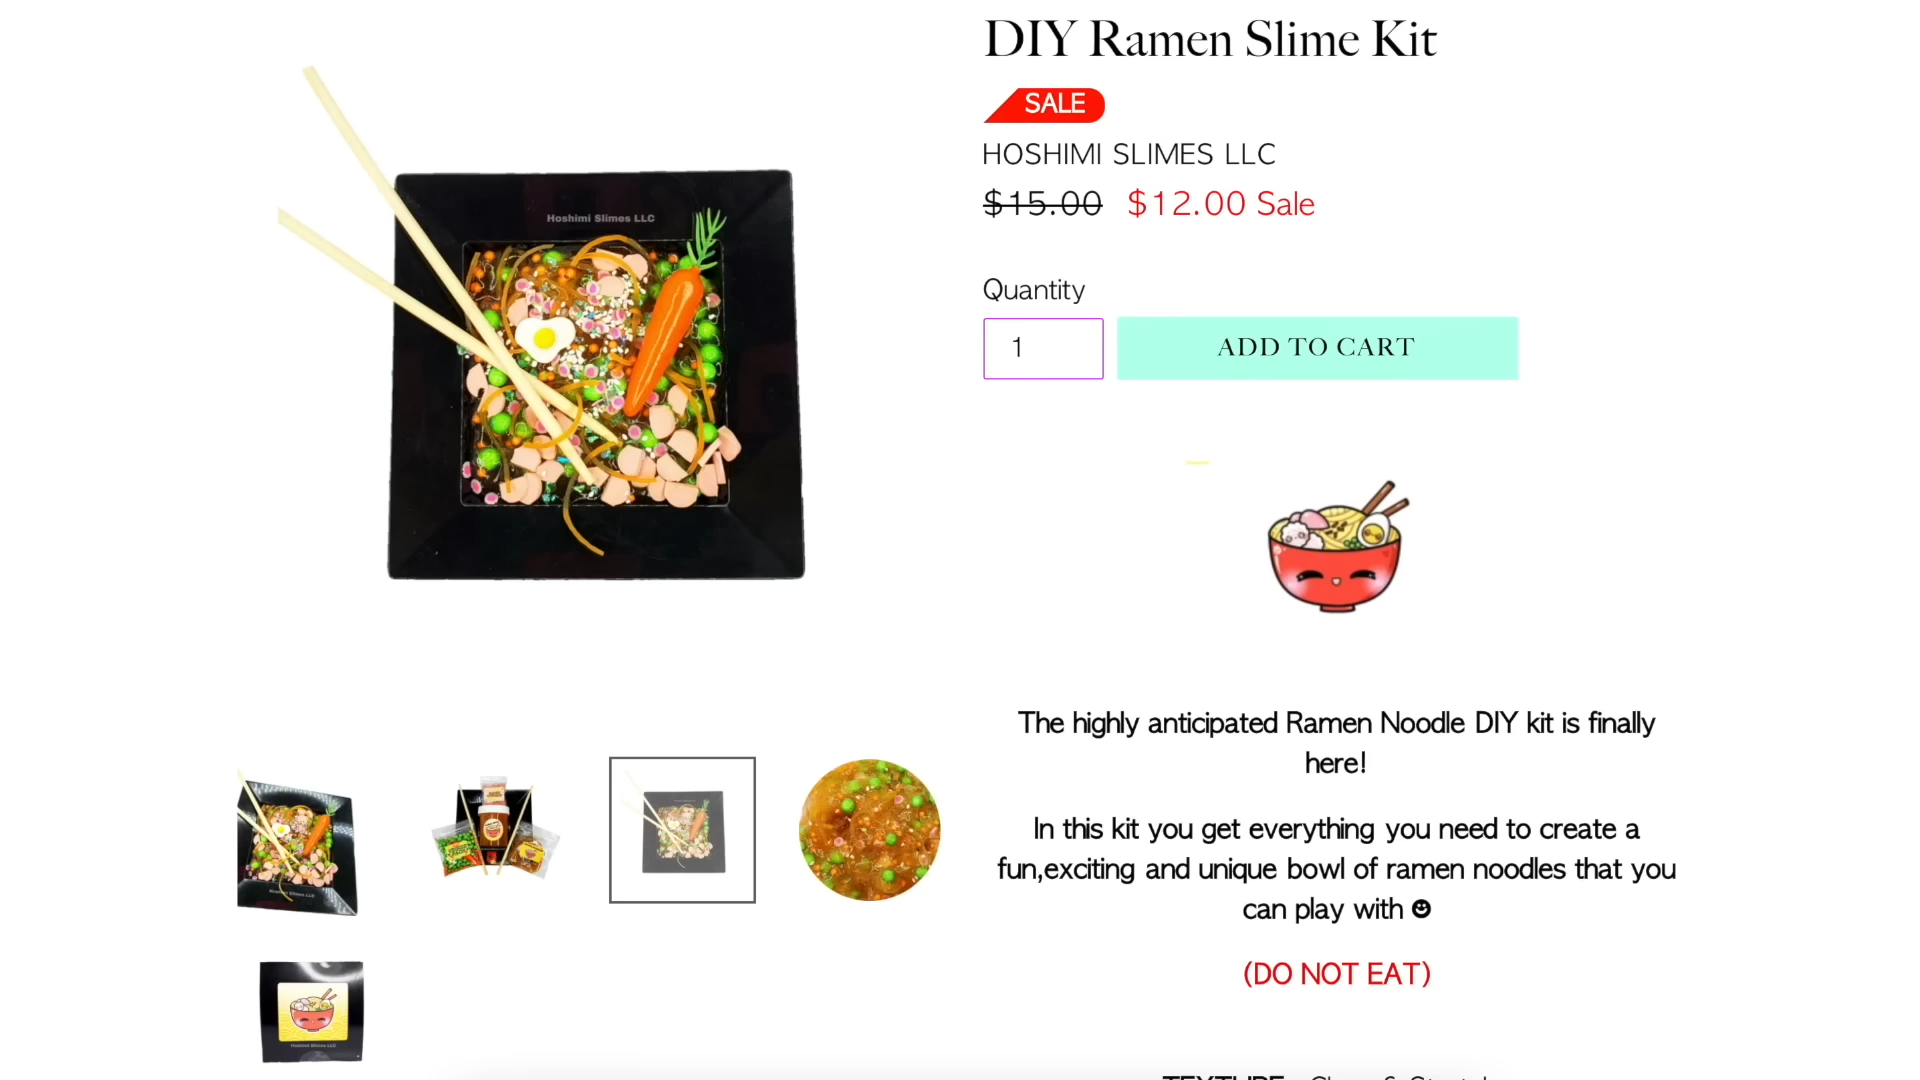 DIY Ramen Slime Kit
SALE
HOSHIMI SLIMES LLC
$15.00 $12.00 Sale
Quantity
1
ADD TO CART
Hoshimi Slimes LLC
The highly anticipated Ramen Noodle DIY kit is finally
here!
In this kit you get everything you need to create a
fun,exciting and unique bowl of ramen noodles that you
can play with
(DO NOT EAT)
Hoshimi Slimes LLC